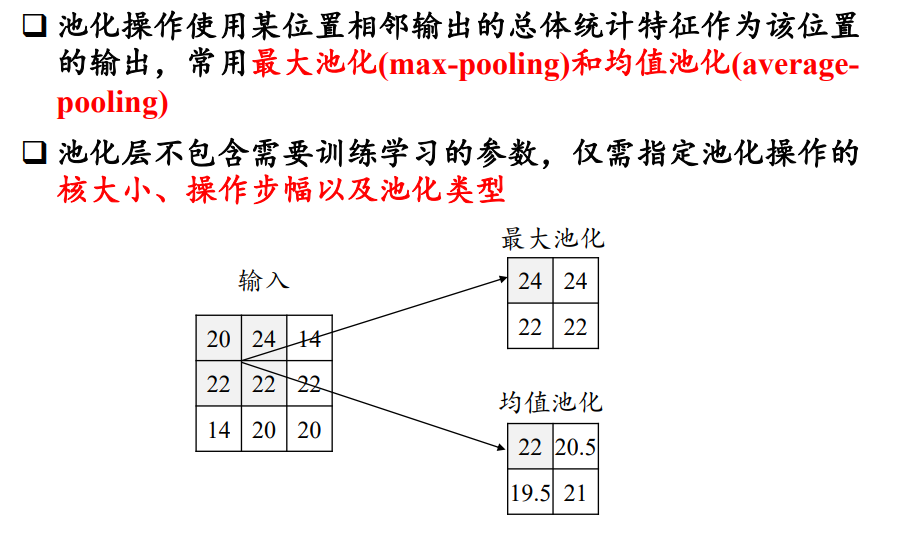 ❑ 池化操作使用某位置相邻输出的总体统计特征作为该位置
的输出，常用最大池化(max-pooling)和均值池化(average-
pooling)
❑ 池化层不包含需要训练学习的参数，仅需指定池化操作的
核大小、操作步幅以及池化类型
输入
20 24 14
22 22 22
14 20 20
最大池化
24 24
22 22
均值池化
22 20.5
19.5 21